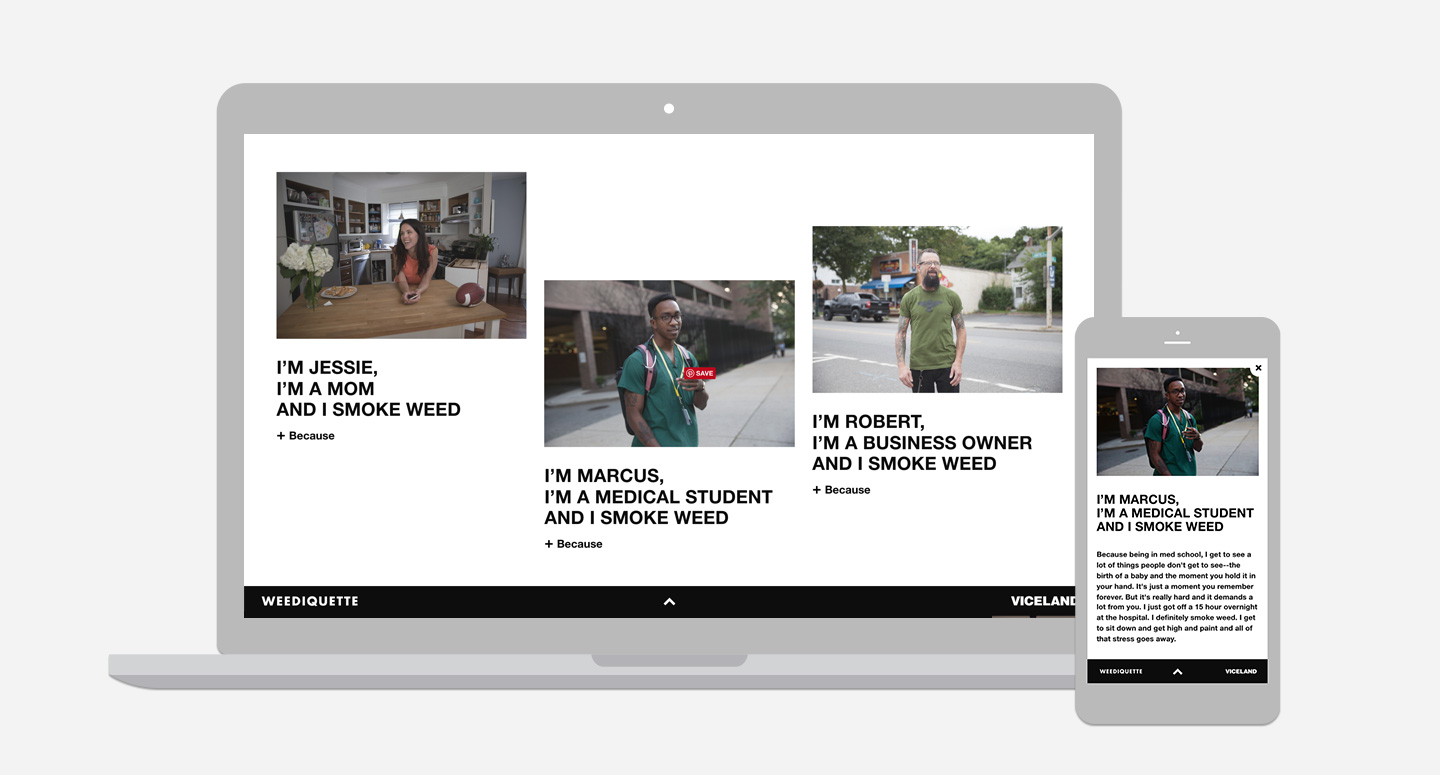 I’M JESSIE,
I’M A MOM
AND I SMOKE WEED
+ Because
SAVE
I’M MARCUS,
I’M A MEDICAL STUDENT
AND I SMOKE WEED
+ Because
I’M ROBERT,
I’M A BUSINESS OWNER
AND I SMOKE WEED
+ Because
WEEDIQUETTE
VICELAND
I’M MARCUS,
I’M A MEDICAL STUDENT
AND I SMOKE WEED
Because being in med school, I get to see a
lot of things people don't get to see--the
birth of a baby and the moment you hold it in
your hand. It's just a moment you remember
forever. But it's really hard and it demands a
lot from you. I just got off a 15 hour overnight
at the hospital. I definitely smoke weed. I get
to sit down and get high and paint and all of
that stress goes away.
WEEDIQUETTE
VICELAND